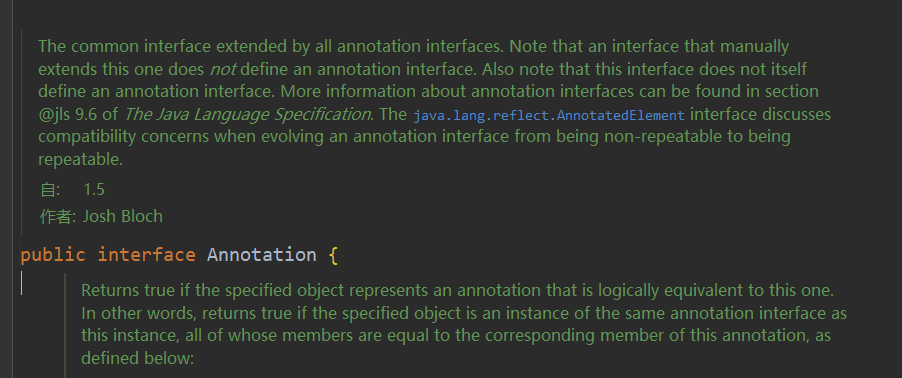 The common interface extended by all annotation interfaces. Note that an interface that manually
extends this one does not define an annotation interface. Also note that this interface does not itself
define an annotation interface. More information about annotation interfaces can be found in section
@jls 9.6 of The Java Language Specification. The java.lang.reflect.AnnotatedElement interface discusses
compatibility concerns when evolving an annotation interface from being non-repeatable to being
repeatable.
自: 1.5
作者: Josh Bloch
public interface Annotation {
Returns true if the specified object represents an annotation that is logically equivalent to this one.
In other words, returns true if the specified object is an instance of the same annotation interface as
this instance, all of whose members are equal to the corresponding member of this annotation, as
defined below: